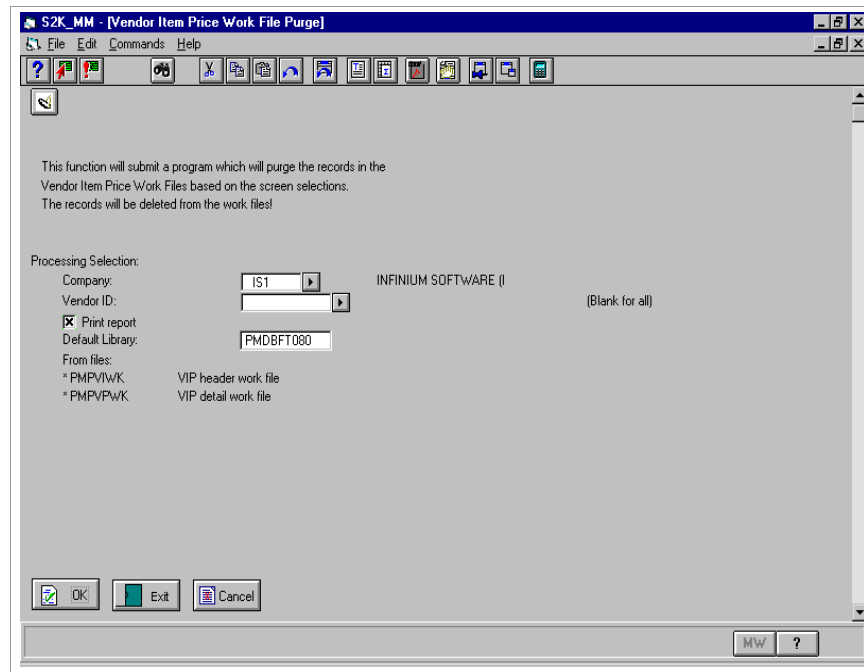 S2K_MM - [Vendor Item Price Work File Purge]
File Edit Commands Help
This function will submit a program which will purge the records in the
Vendor Item Price Work Files based on the screen selections.
The records will be deleted from the work files!
Processing Selection:
Company: IS1 INFINIUM SOFTWARE (I
Vendor ID: (Blank for all)
Print report
Default Library: PMDBFT080
From files:
* PMPVIWK VIP header work file
* PMPVPWK VIP detail work file
OK Exit Cancel
MW ?